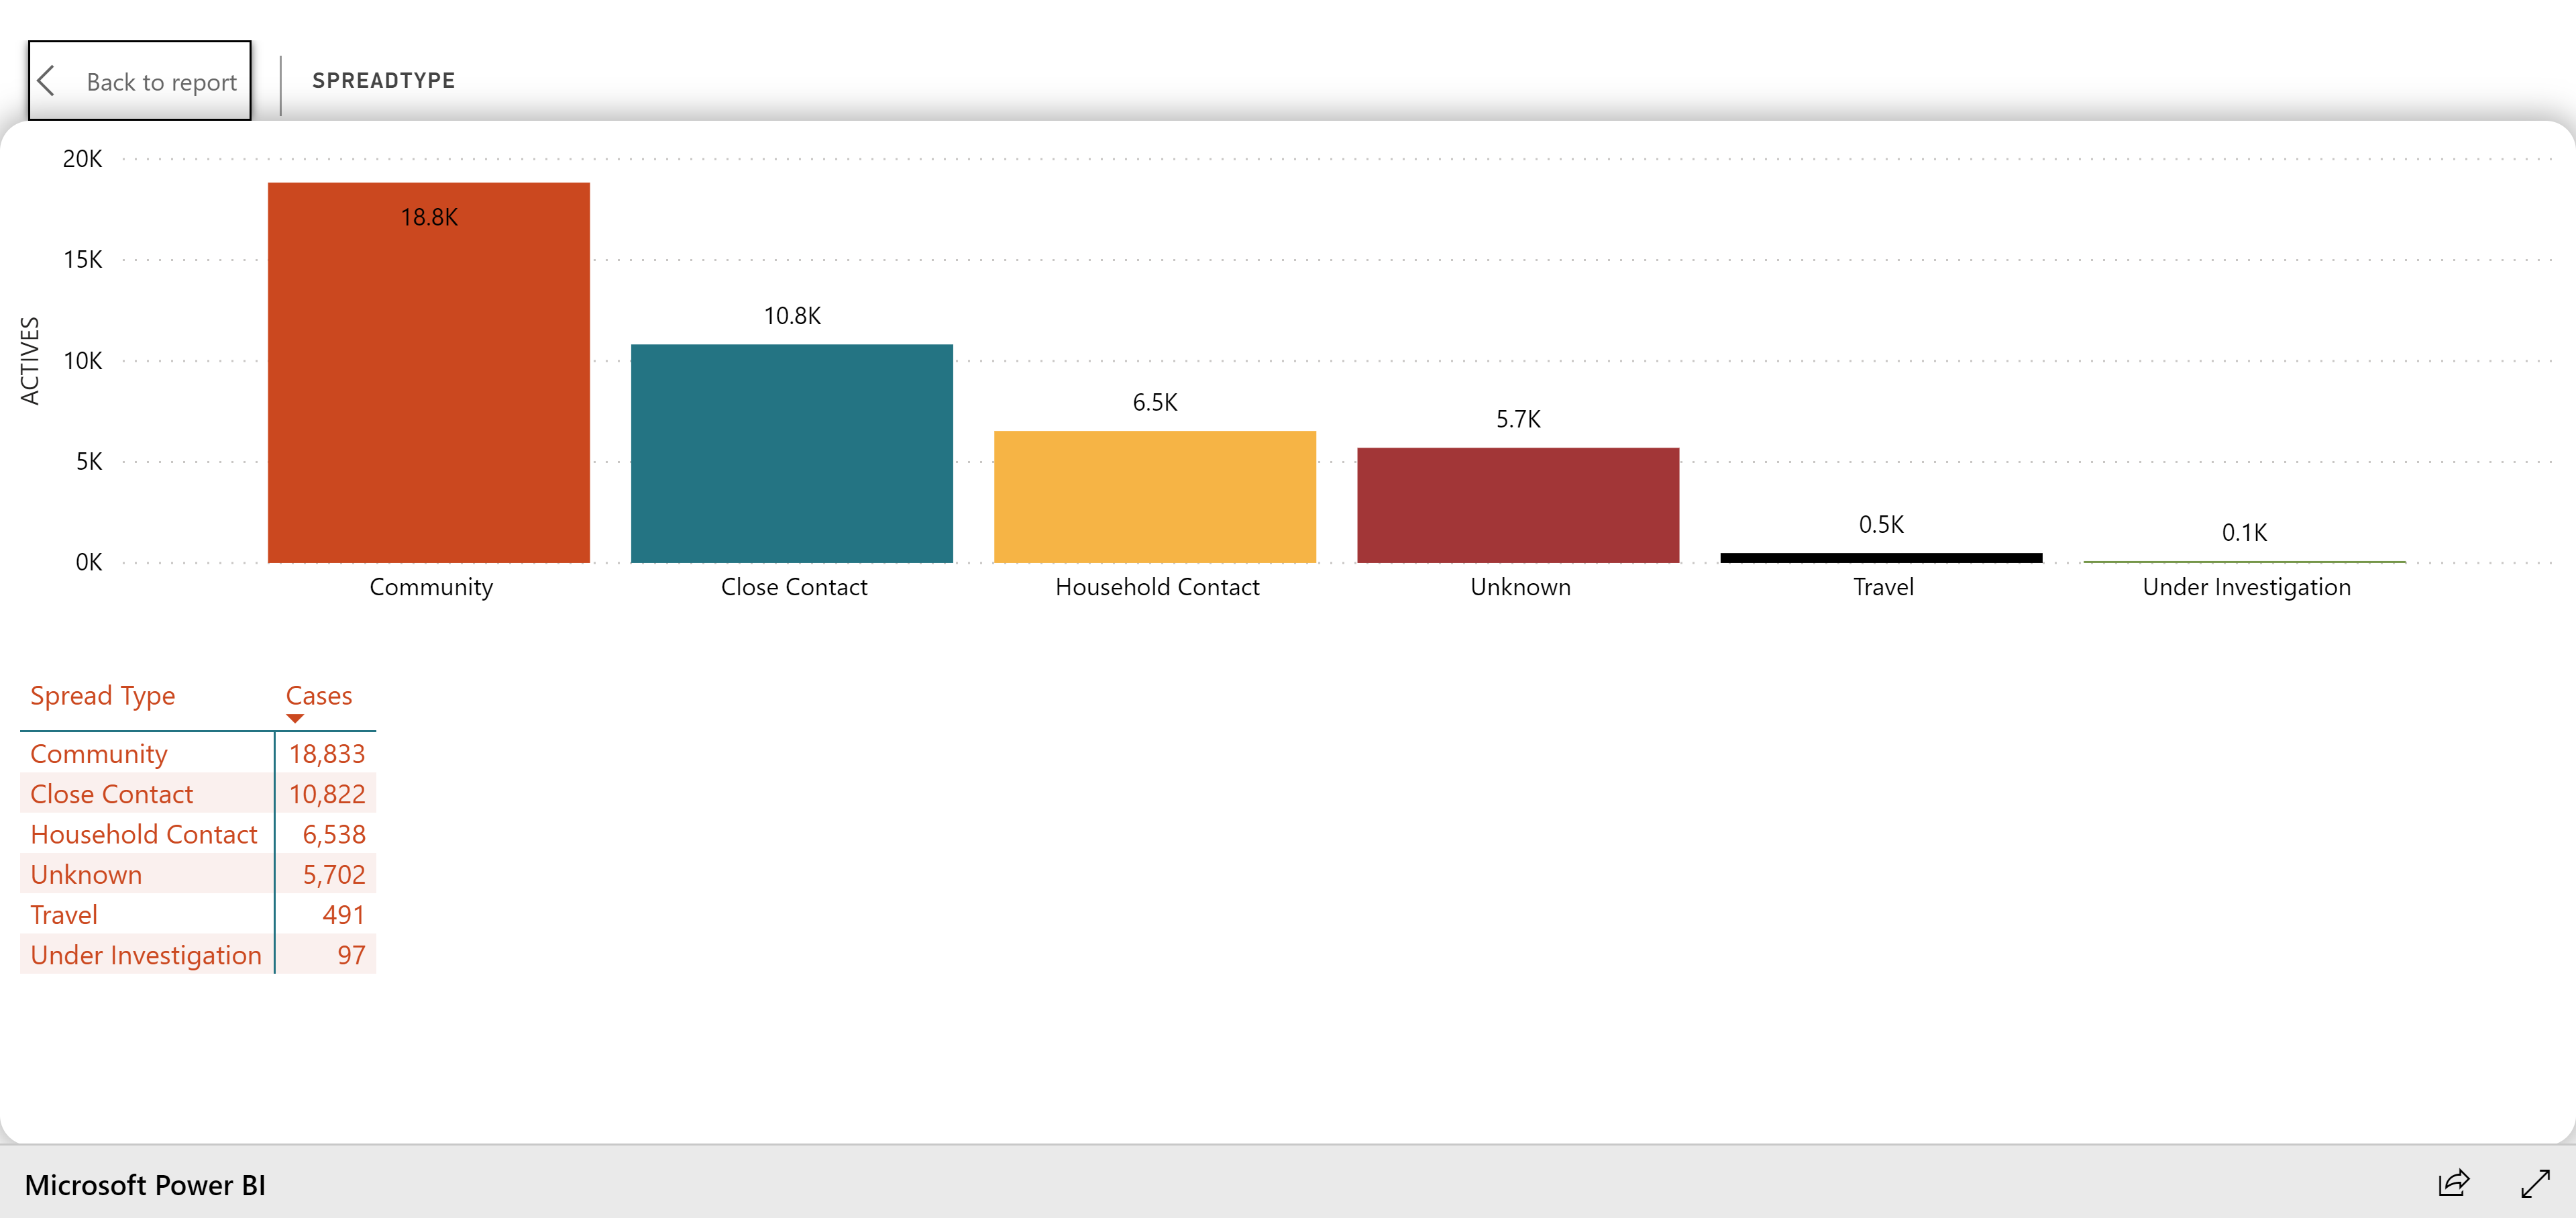 Back to report
SPREADTYPE
ACTIVES
20K
15K
10K
5K
0K
18.8K
10.8K
6.5K
5.7K
0.5K
0.1K
Community
Close Contact
Household Contact
Unknown
Travel
Under Investigation
Spread Type Cases
Community 18,833
Close Contact 10,822
Household Contact 6,538
Unknown 5,702
Travel 491
Under Investigation 97
Microsoft Power BI